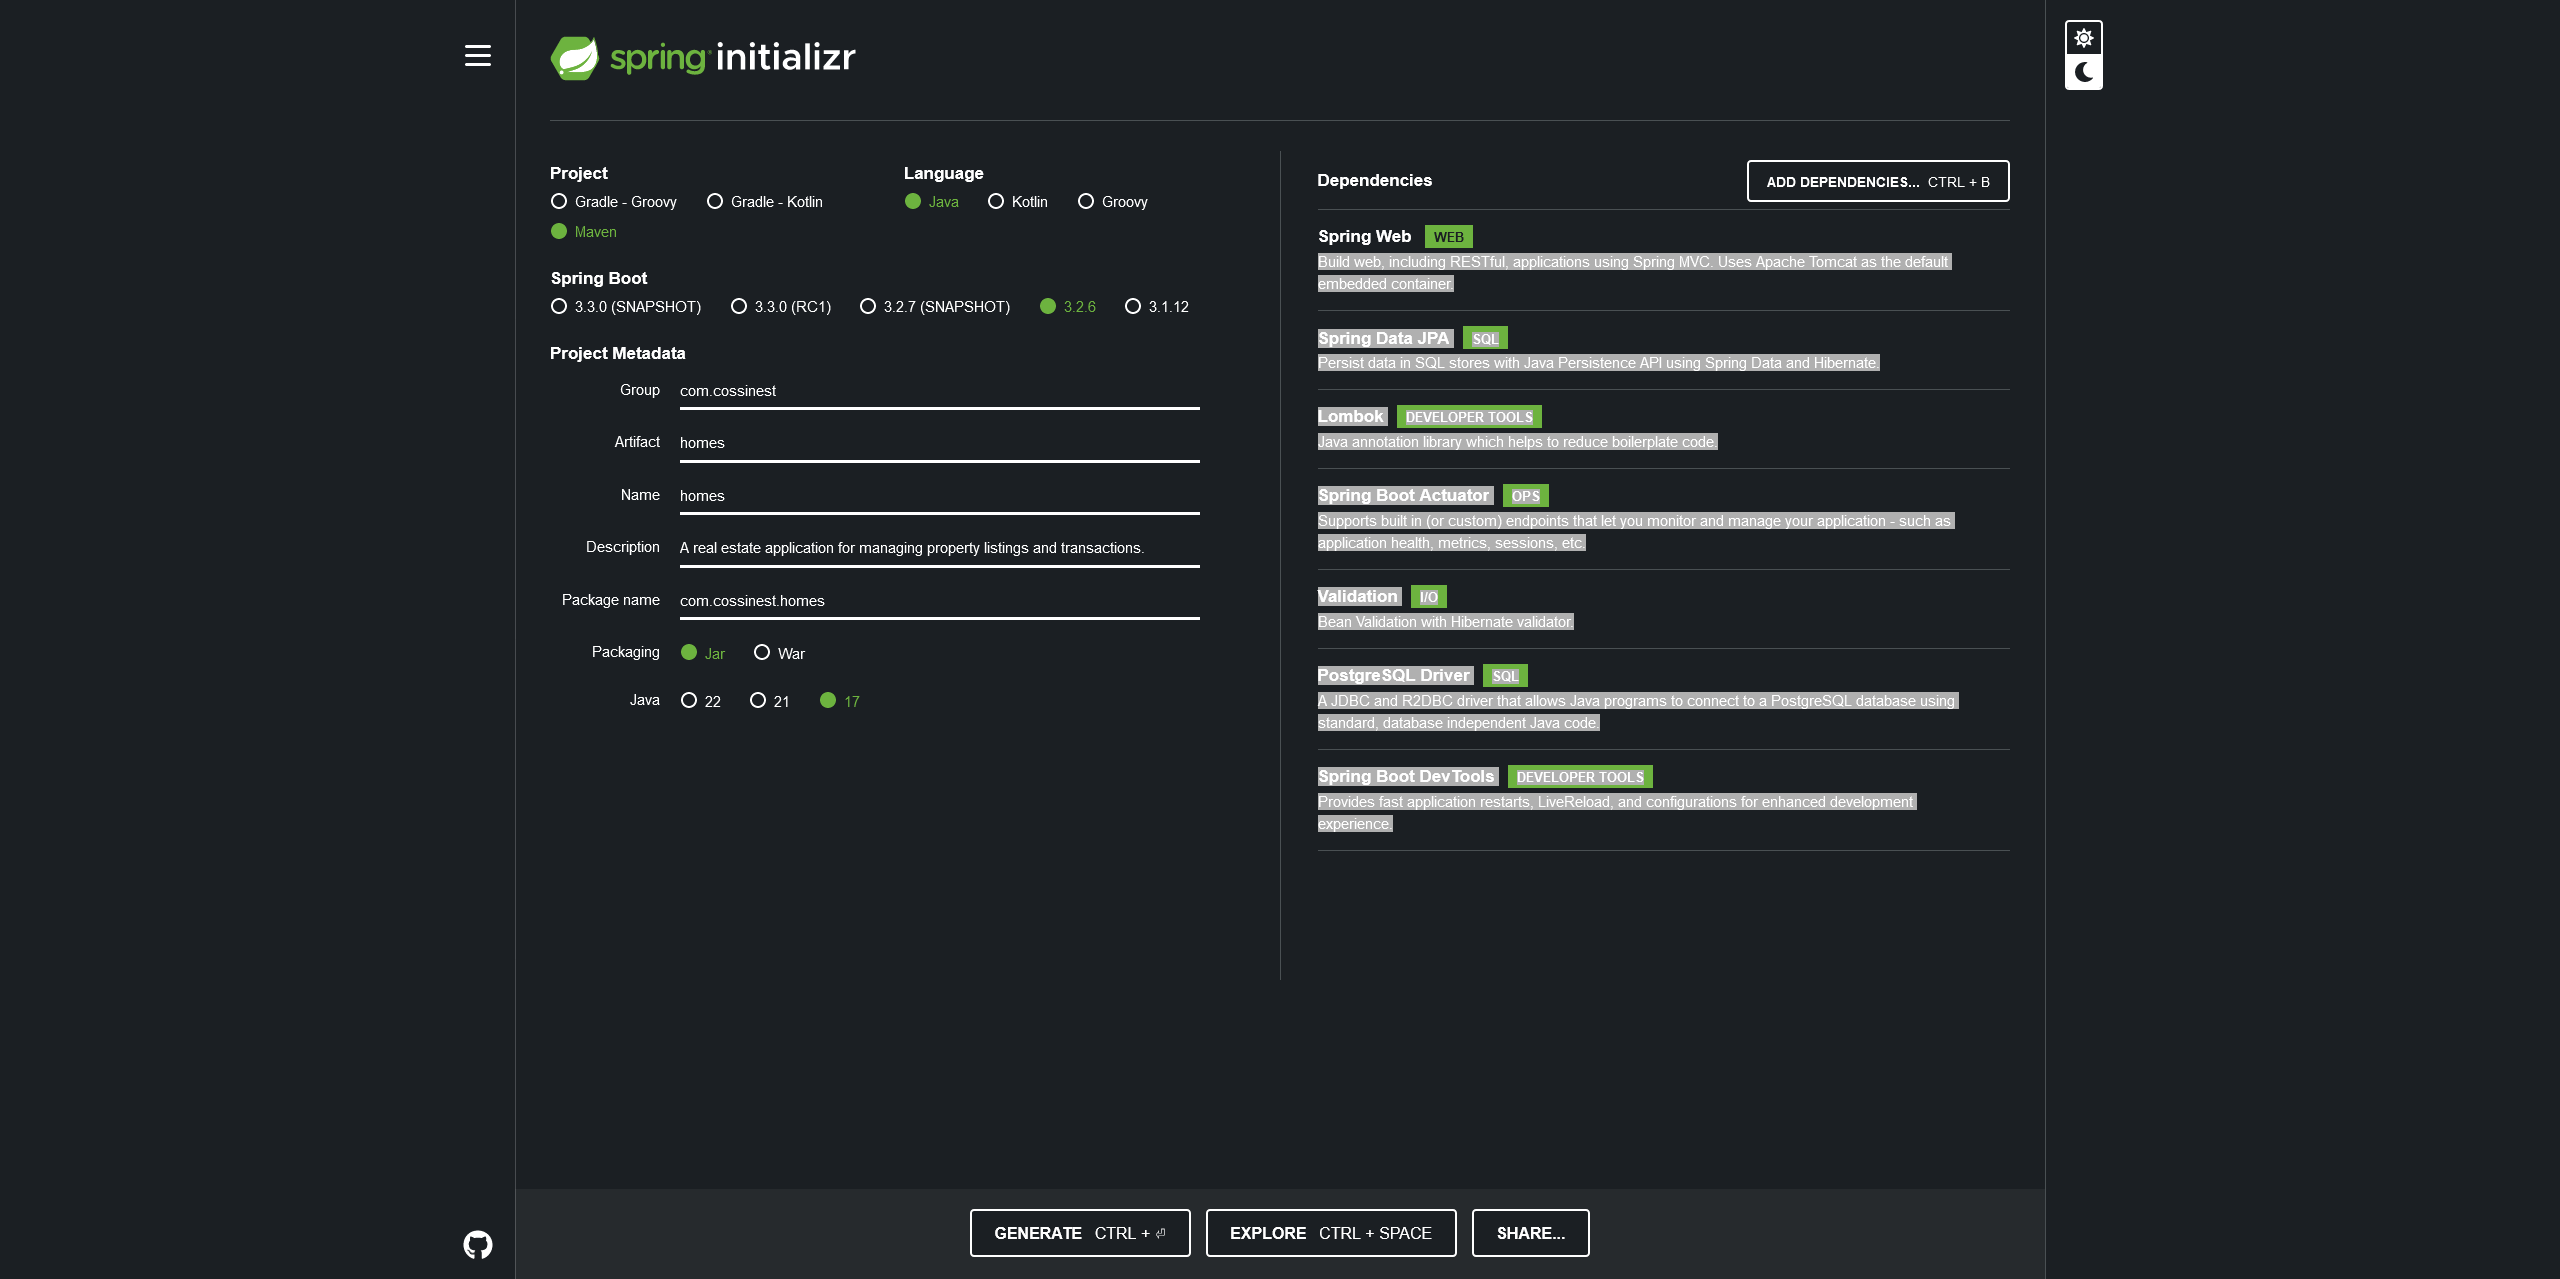 spring initializr
Project
Gradle - Groovy Gradle - Kotlin
Maven
Language
Java Kotlin Groovy
Spring Boot
3.3.0 (SNAPSHOT) 3.3.0 (RC1) 3.2.7 (SNAPSHOT) 3.2.6 3.1.12
Project Metadata
Group com.cossinest
Artifact homes
Name homes
Description A real estate application for managing property listings and transactions.
Package name com.cossinest.homes
Packaging Jar War
Java 22 21 17
Dependencies
ADD DEPENDENCIES... CTRL + B
Spring Web WEB
Build web, including RESTful, applications using Spring MVC. Uses Apache Tomcat as the default
embedded container.
Spring Data JPA SQL
Persist data in SQL stores with Java Persistence API using Spring Data and Hibernate.
Lombok DEVELOPER TOOLS
Java annotation library which helps to reduce boilerplate code.
Spring Boot Actuator OPS
Supports built in (or custom) endpoints that let you monitor and manage your application - such as
application health, metrics, sessions, etc.
Validation I/O
Bean Validation with Hibernate validator.
PostgreSQL Driver SQL
A JDBC and R2DBC driver that allows Java programs to connect to a PostgreSQL database using
standard, database independent Java code.
Spring Boot DevTools DEVELOPER TOOLS
Provides fast application restarts, LiveReload, and configurations for enhanced development
experience.
GENERATE CTRL + ⏎
EXPLORE CTRL + SPACE
SHARE...